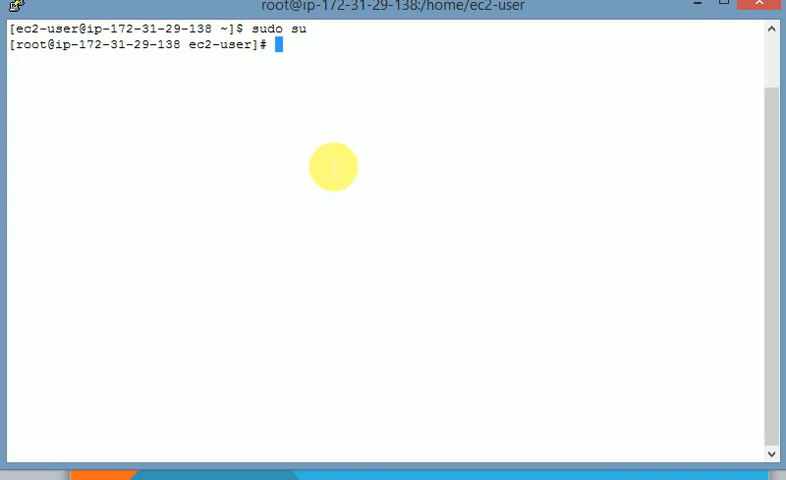 root@ip-172-31-29-138:/home/ec2-user
[ec2-user@ip-172-31-29-138 ~]$ sudo su
[root@ip-172-31-29-138 ec2-user]#